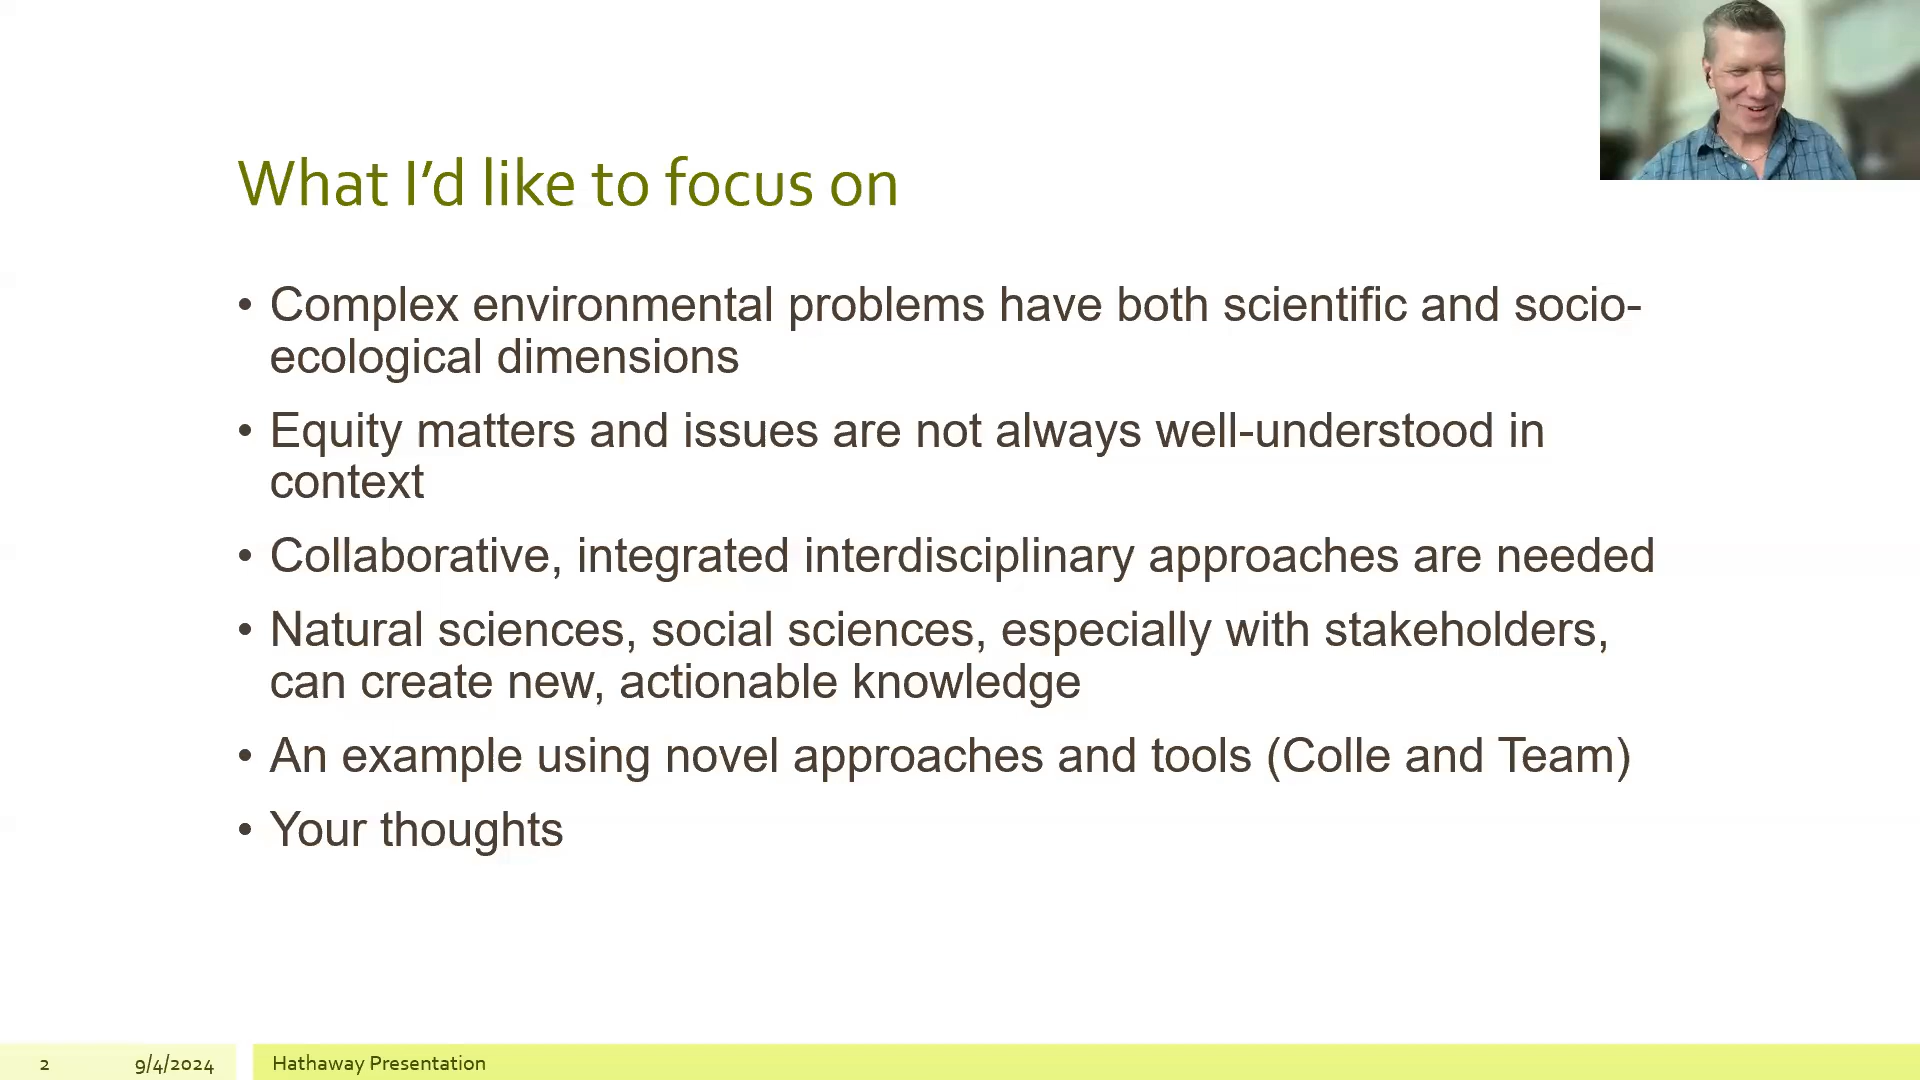 What I’d like to focus on
• Complex environmental problems have both scientific and socio-
ecological dimensions
• Equity matters and issues are not always well-understood in
context
• Collaborative, integrated interdisciplinary approaches are needed
• Natural sciences, social sciences, especially with stakeholders,
can create new, actionable knowledge
• An example using novel approaches and tools (Colle and Team)
• Your thoughts
2 9/4/2024 Hathaway Presentation